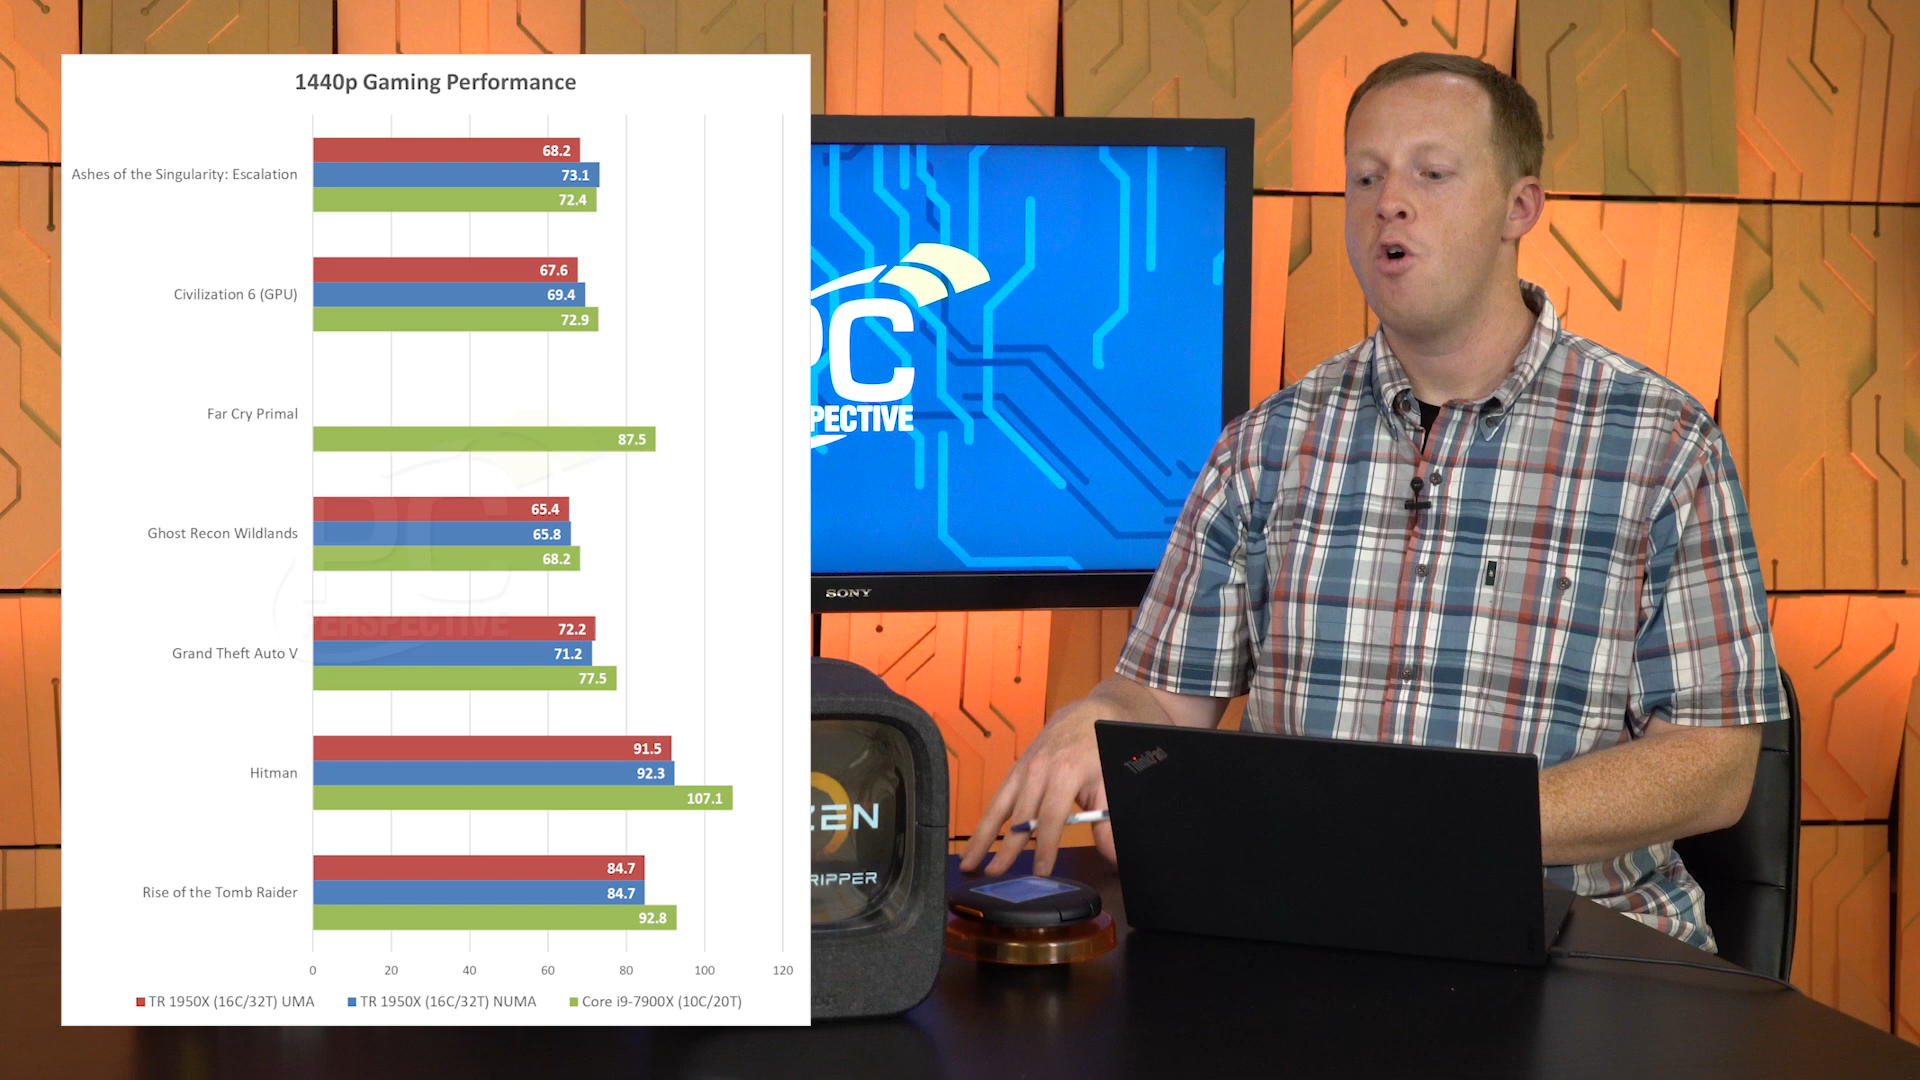 1440p Gaming Performance
Ashes of the Singularity: Escalation
68.2
73.1
72.4
Civilization 6 (GPU)
67.6
69.4
72.9
Far Cry Primal
87.5
Ghost Recon Wildlands
65.4
65.8
68.2
Grand Theft Auto V
72.2
71.2
77.5
Hitman
91.5
92.3
107.1
Rise of the Tomb Raider
84.7
84.7
92.8
0 20 40 60 80 100 120
TR 1950X (16C/32T) UMA TR 1950X (16C/32T) NUMA Core i9-7900X (10C/20T)
PC
PERSPECTIVE
PC
PECTIVE
SONY
ZEN
RIPPER
ThinkPad